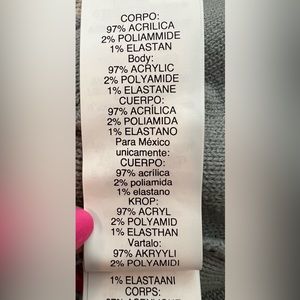 CORPO:
97% ACRILICA
2% POLIAMMIDE
1% ELASTAN
Body:
97% ACRYLIC
2% POLYAMIDE
1% ELASTANE
CUERPO:
97% ACRÍLICA
2% POLIAMIDA
1% ELASTANO
Para México
unicamente:
CUERPO:
97% acrílica
2% poliamida
1% elastano
KROP:
97% ACRYL
2% POLYAMID
1% ELASTHAN
Vartalo:
97% AKRYYLI
2% POLYAMIDI
1% ELASTAANI
CORPS: